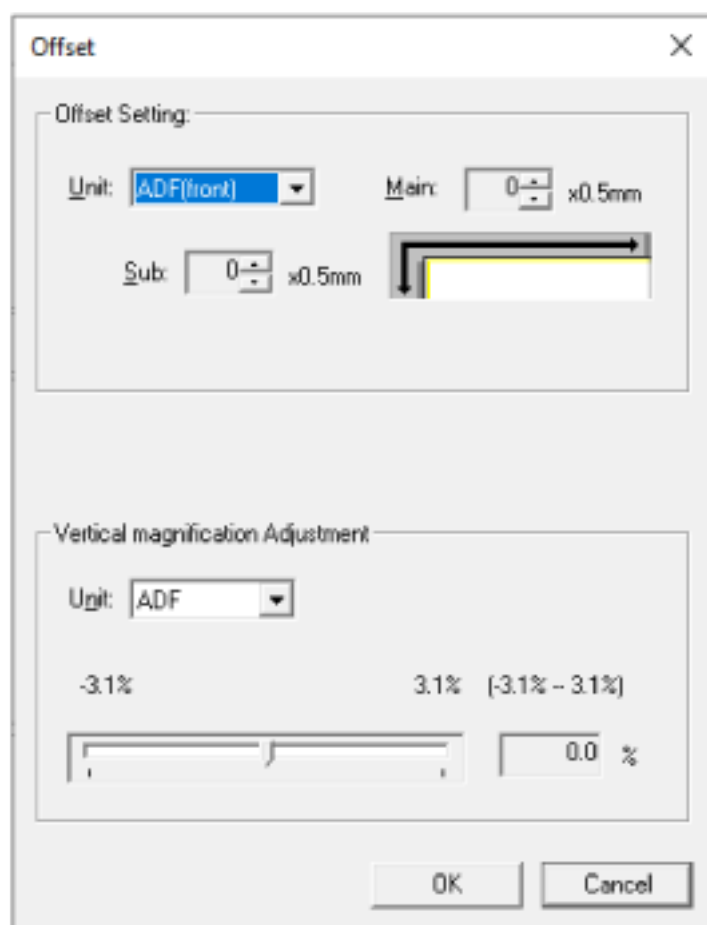 Offset
Offset Setting:
Unit: ADF(front) Main: 0 x0.5mm
Sub: 0 x0.5mm
Vertical magnification Adjustment
Unit: ADF
-3.1% 3.1% (-3.1% -- 3.1%)
0.0 %
OK Cancel